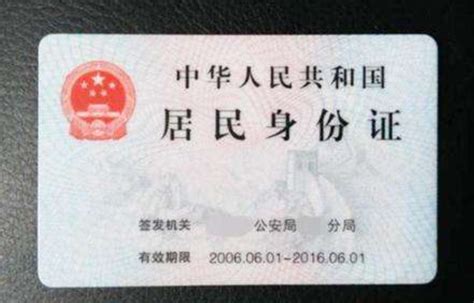 中华人民共和国
居民身份证
签发机关 公安局 分局
有效期限 2006.06.01-2016.06.01